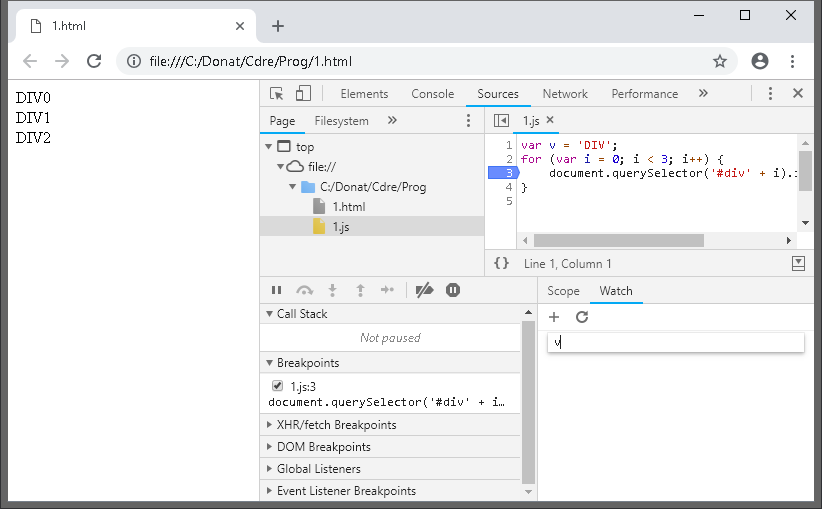 1.html
file:///C:/Donat/Cdre/Prog/1.html
DIV0
DIV1
DIV2
Elements Console Sources Network Performance »
Page Filesystem »
top
file://
C:/Donat/Cdre/Prog
1.html
1.js
1.js
1 var v = 'DIV';
2 for (var i = 0; i < 3; i++) {
3 document.querySelector('#div' + i).i
4 }
5
{} Line 1, Column 1
Call Stack
Not paused
Breakpoints
1.js:3
document.querySelector('#div' + i…
XHR/fetch Breakpoints
DOM Breakpoints
Global Listeners
Event Listener Breakpoints
Scope Watch
v